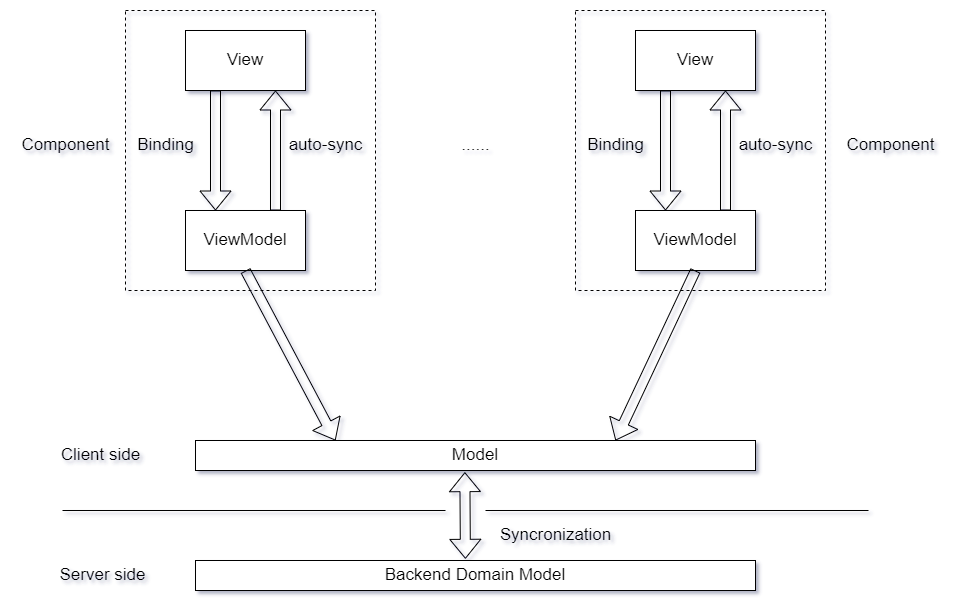 View
View
Component
Binding
auto-sync
......
Binding
auto-sync
Component
ViewModel
ViewModel
Client side
Model
Syncronization
Server side
Backend Domain Model